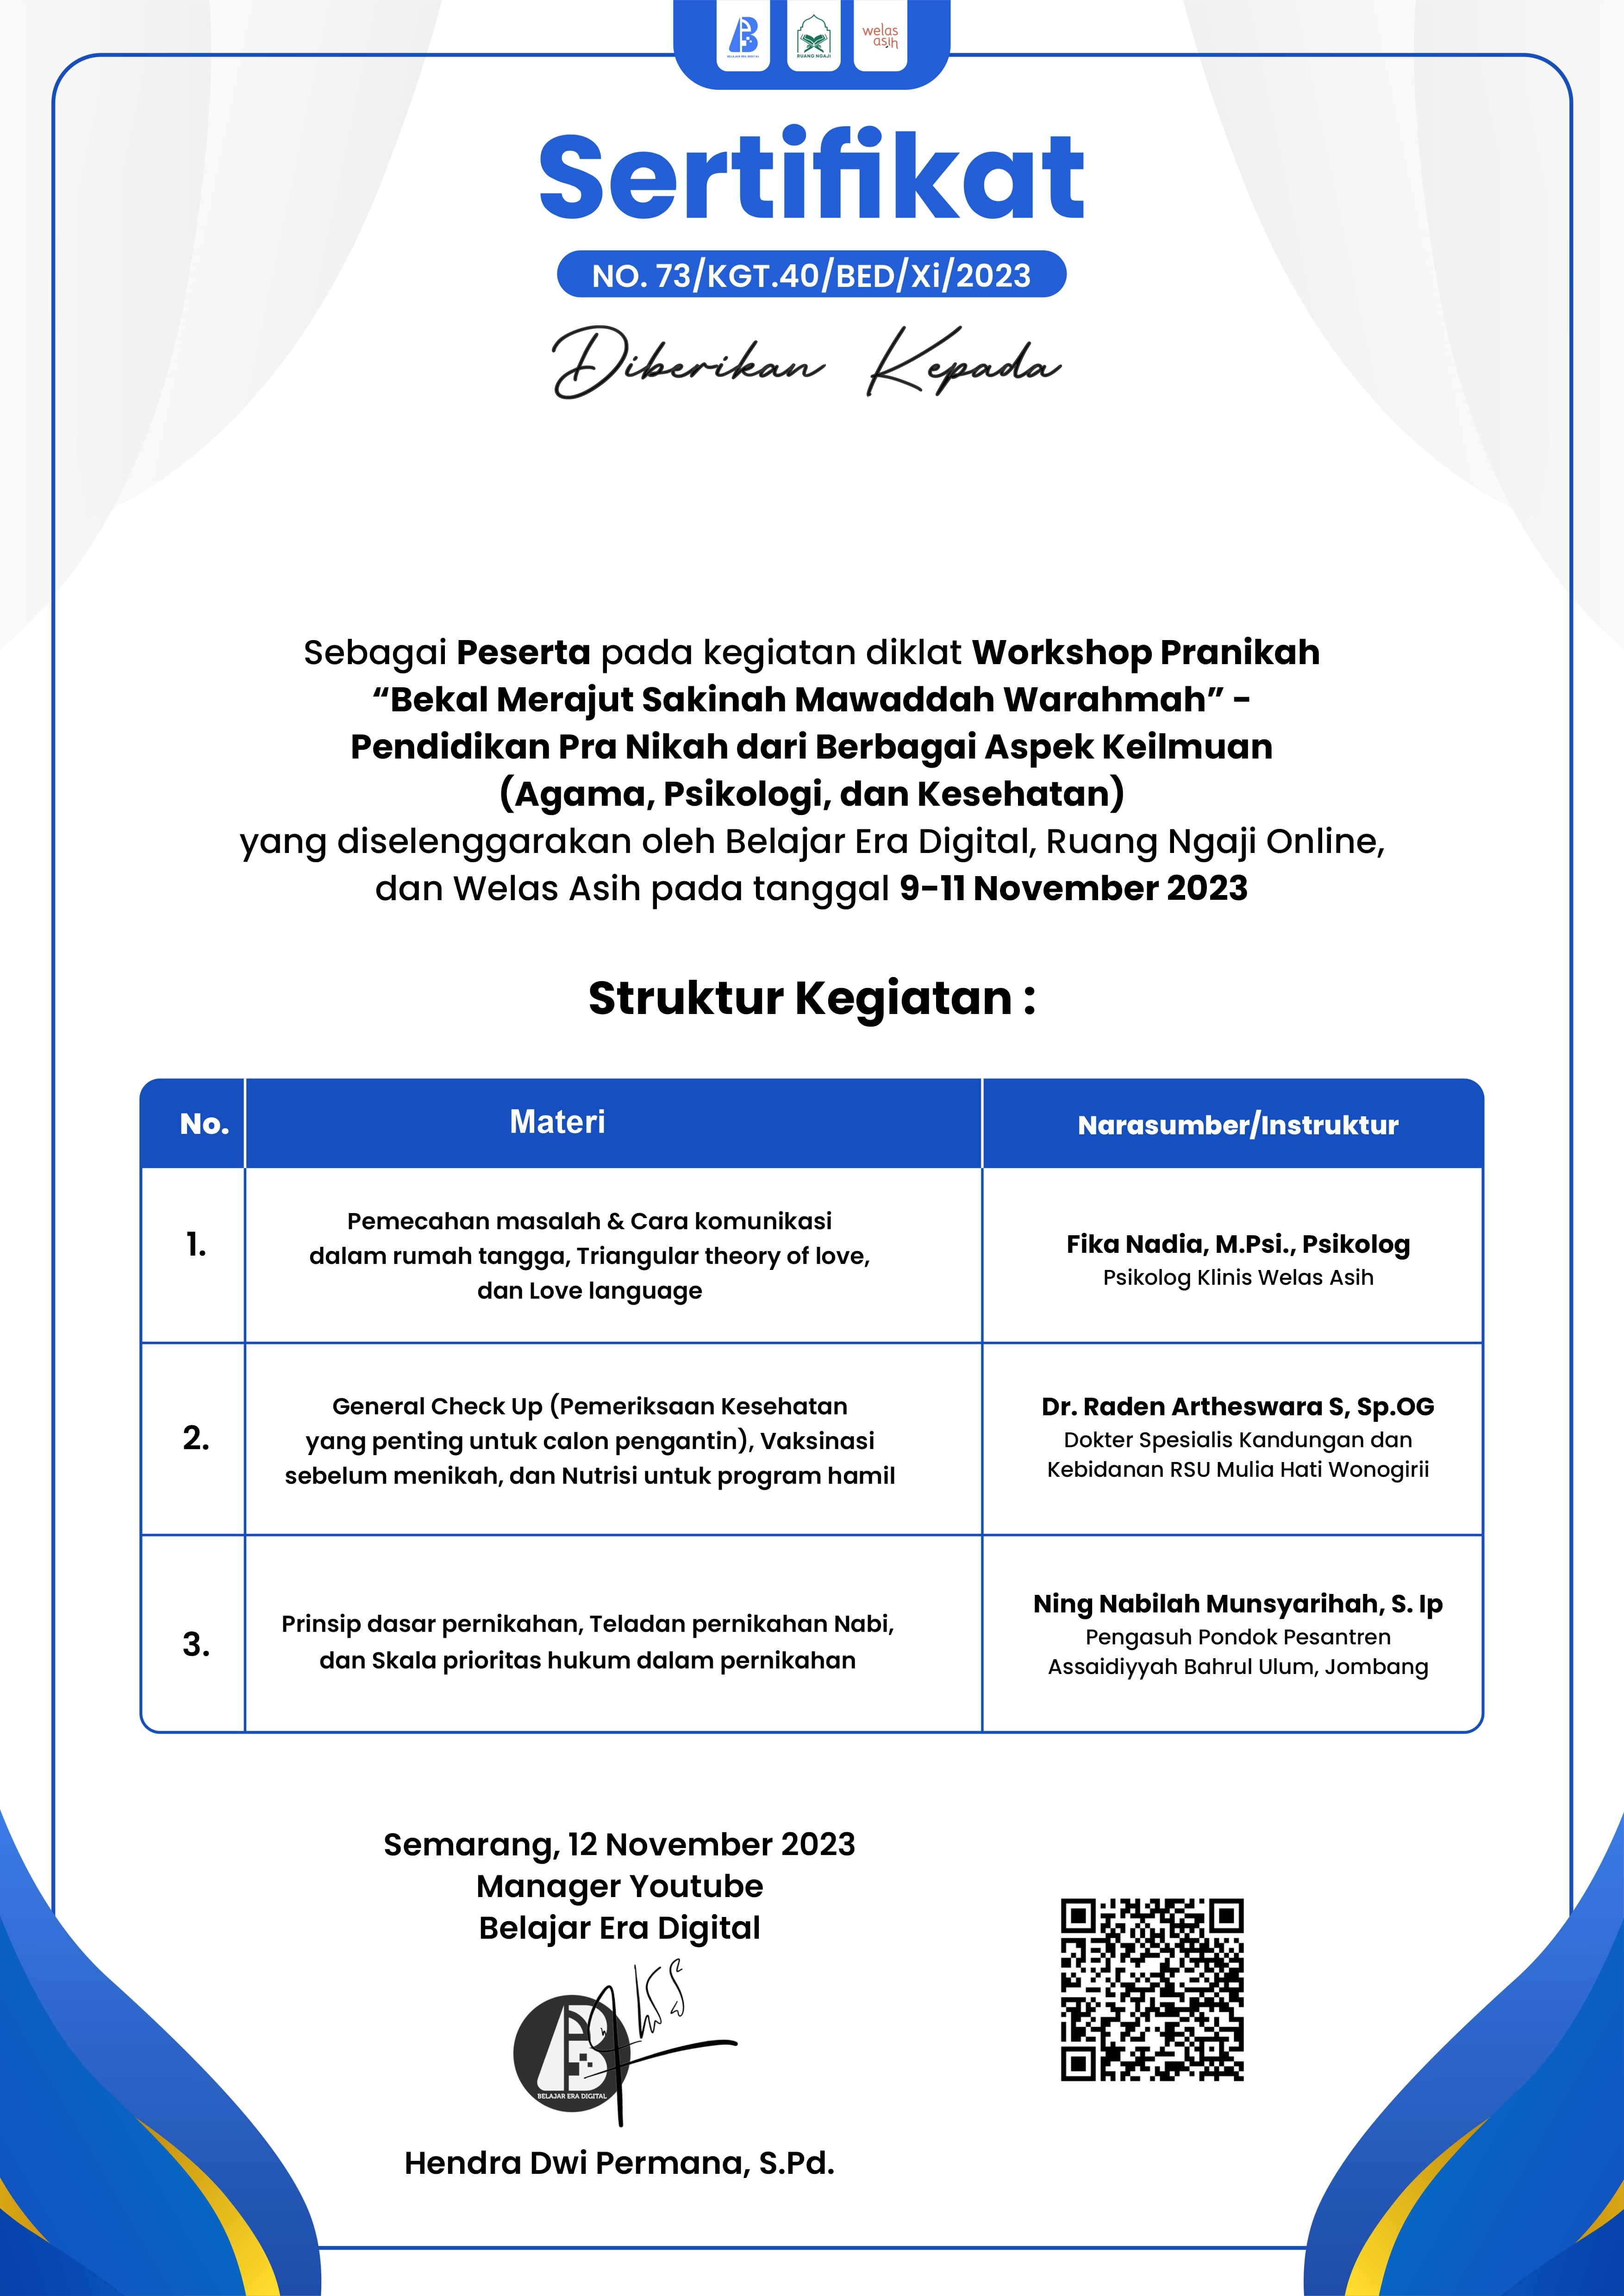 BELAJAR ERA DIGITAL
RUANG NGAJI
welas
asih
Sertifikat
NO. 73/KGT.40/BED/Xi/2023
Diberikan Kepada
Sebagai Peserta pada kegiatan diklat Workshop Pranikah
“Bekal Merajut Sakinah Mawaddah Warahmah” -
Pendidikan Pra Nikah dari Berbagai Aspek Keilmuan
(Agama, Psikologi, dan Kesehatan)
yang diselenggarakan oleh Belajar Era Digital, Ruang Ngaji Online,
dan Welas Asih pada tanggal 9-11 November 2023
Struktur Kegiatan :
No. Materi Narasumber/Instruktur
1.
Pemecahan masalah & Cara komunikasi
dalam rumah tangga, Triangular theory of love,
dan Love language
Fika Nadia, M.Psi., Psikolog
Psikolog Klinis Welas Asih
2.
General Check Up (Pemeriksaan Kesehatan
yang penting untuk calon pengantin), Vaksinasi
sebelum menikah, dan Nutrisi untuk program hamil
Dr. Raden Artheswara S, Sp.OG
Dokter Spesialis Kandungan dan
Kebidanan RSU Mulia Hati Wonogirii
3.
Prinsip dasar pernikahan, Teladan pernikahan Nabi,
dan Skala prioritas hukum dalam pernikahan
Ning Nabilah Munsyarihah, S. Ip
Pengasuh Pondok Pesantren
Assaidiyyah Bahrul Ulum, Jombang
Semarang, 12 November 2023
Manager Youtube
Belajar Era Digital
BELAJAR ERA DIGITAL
Hendra Dwi Permana, S.Pd.